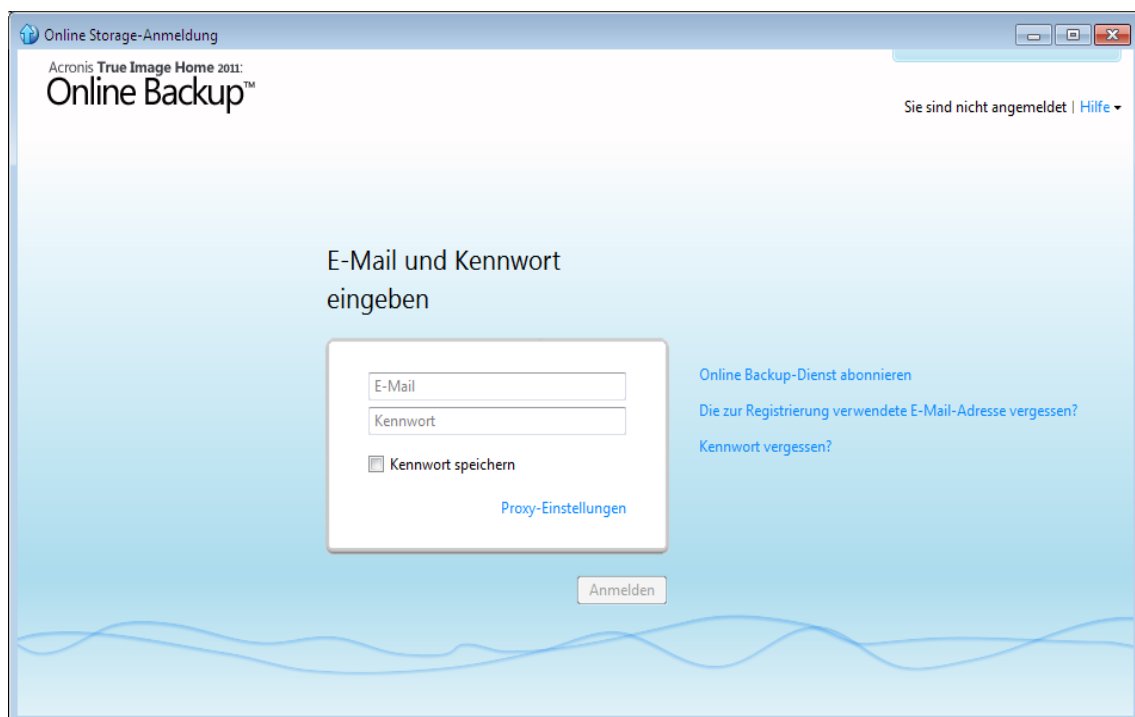 Online Storage-Anmeldung
Acronis True Image Home 2011:
Online Backup™
Sie sind nicht angemeldet | Hilfe
E-Mail und Kennwort
eingeben
E-Mail
Kennwort
Kennwort speichern
Proxy-Einstellungen
Online Backup-Dienst abonnieren
Die zur Registrierung verwendete E-Mail-Adresse vergessen?
Kennwort vergessen?
Anmelden